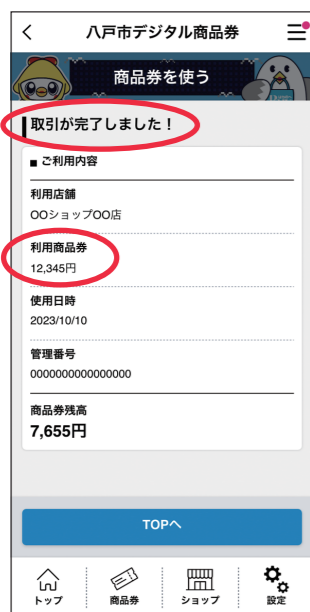 八戸市デジタル商品券
商品券を使う
取引が完了しました！
■ ご利用内容
利用店舗
OOショップOO店
利用商品券
12,345円
使用日時
2023/10/10
管理番号
0000000000000000
商品券残高
7,655円
TOPへ
トップ 商品券 ショップ 設定